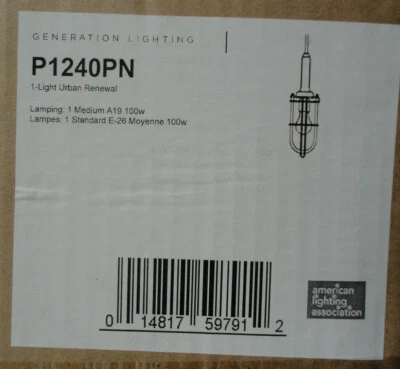 GENERATION LIGHTING
P1240PN
1-Light Urban Renewal
Lamping: 1 Medium A19 100w
Lampes: 1 Standard E-26 Moyenne 100w
0 14817 59791 2
american
lighting
association